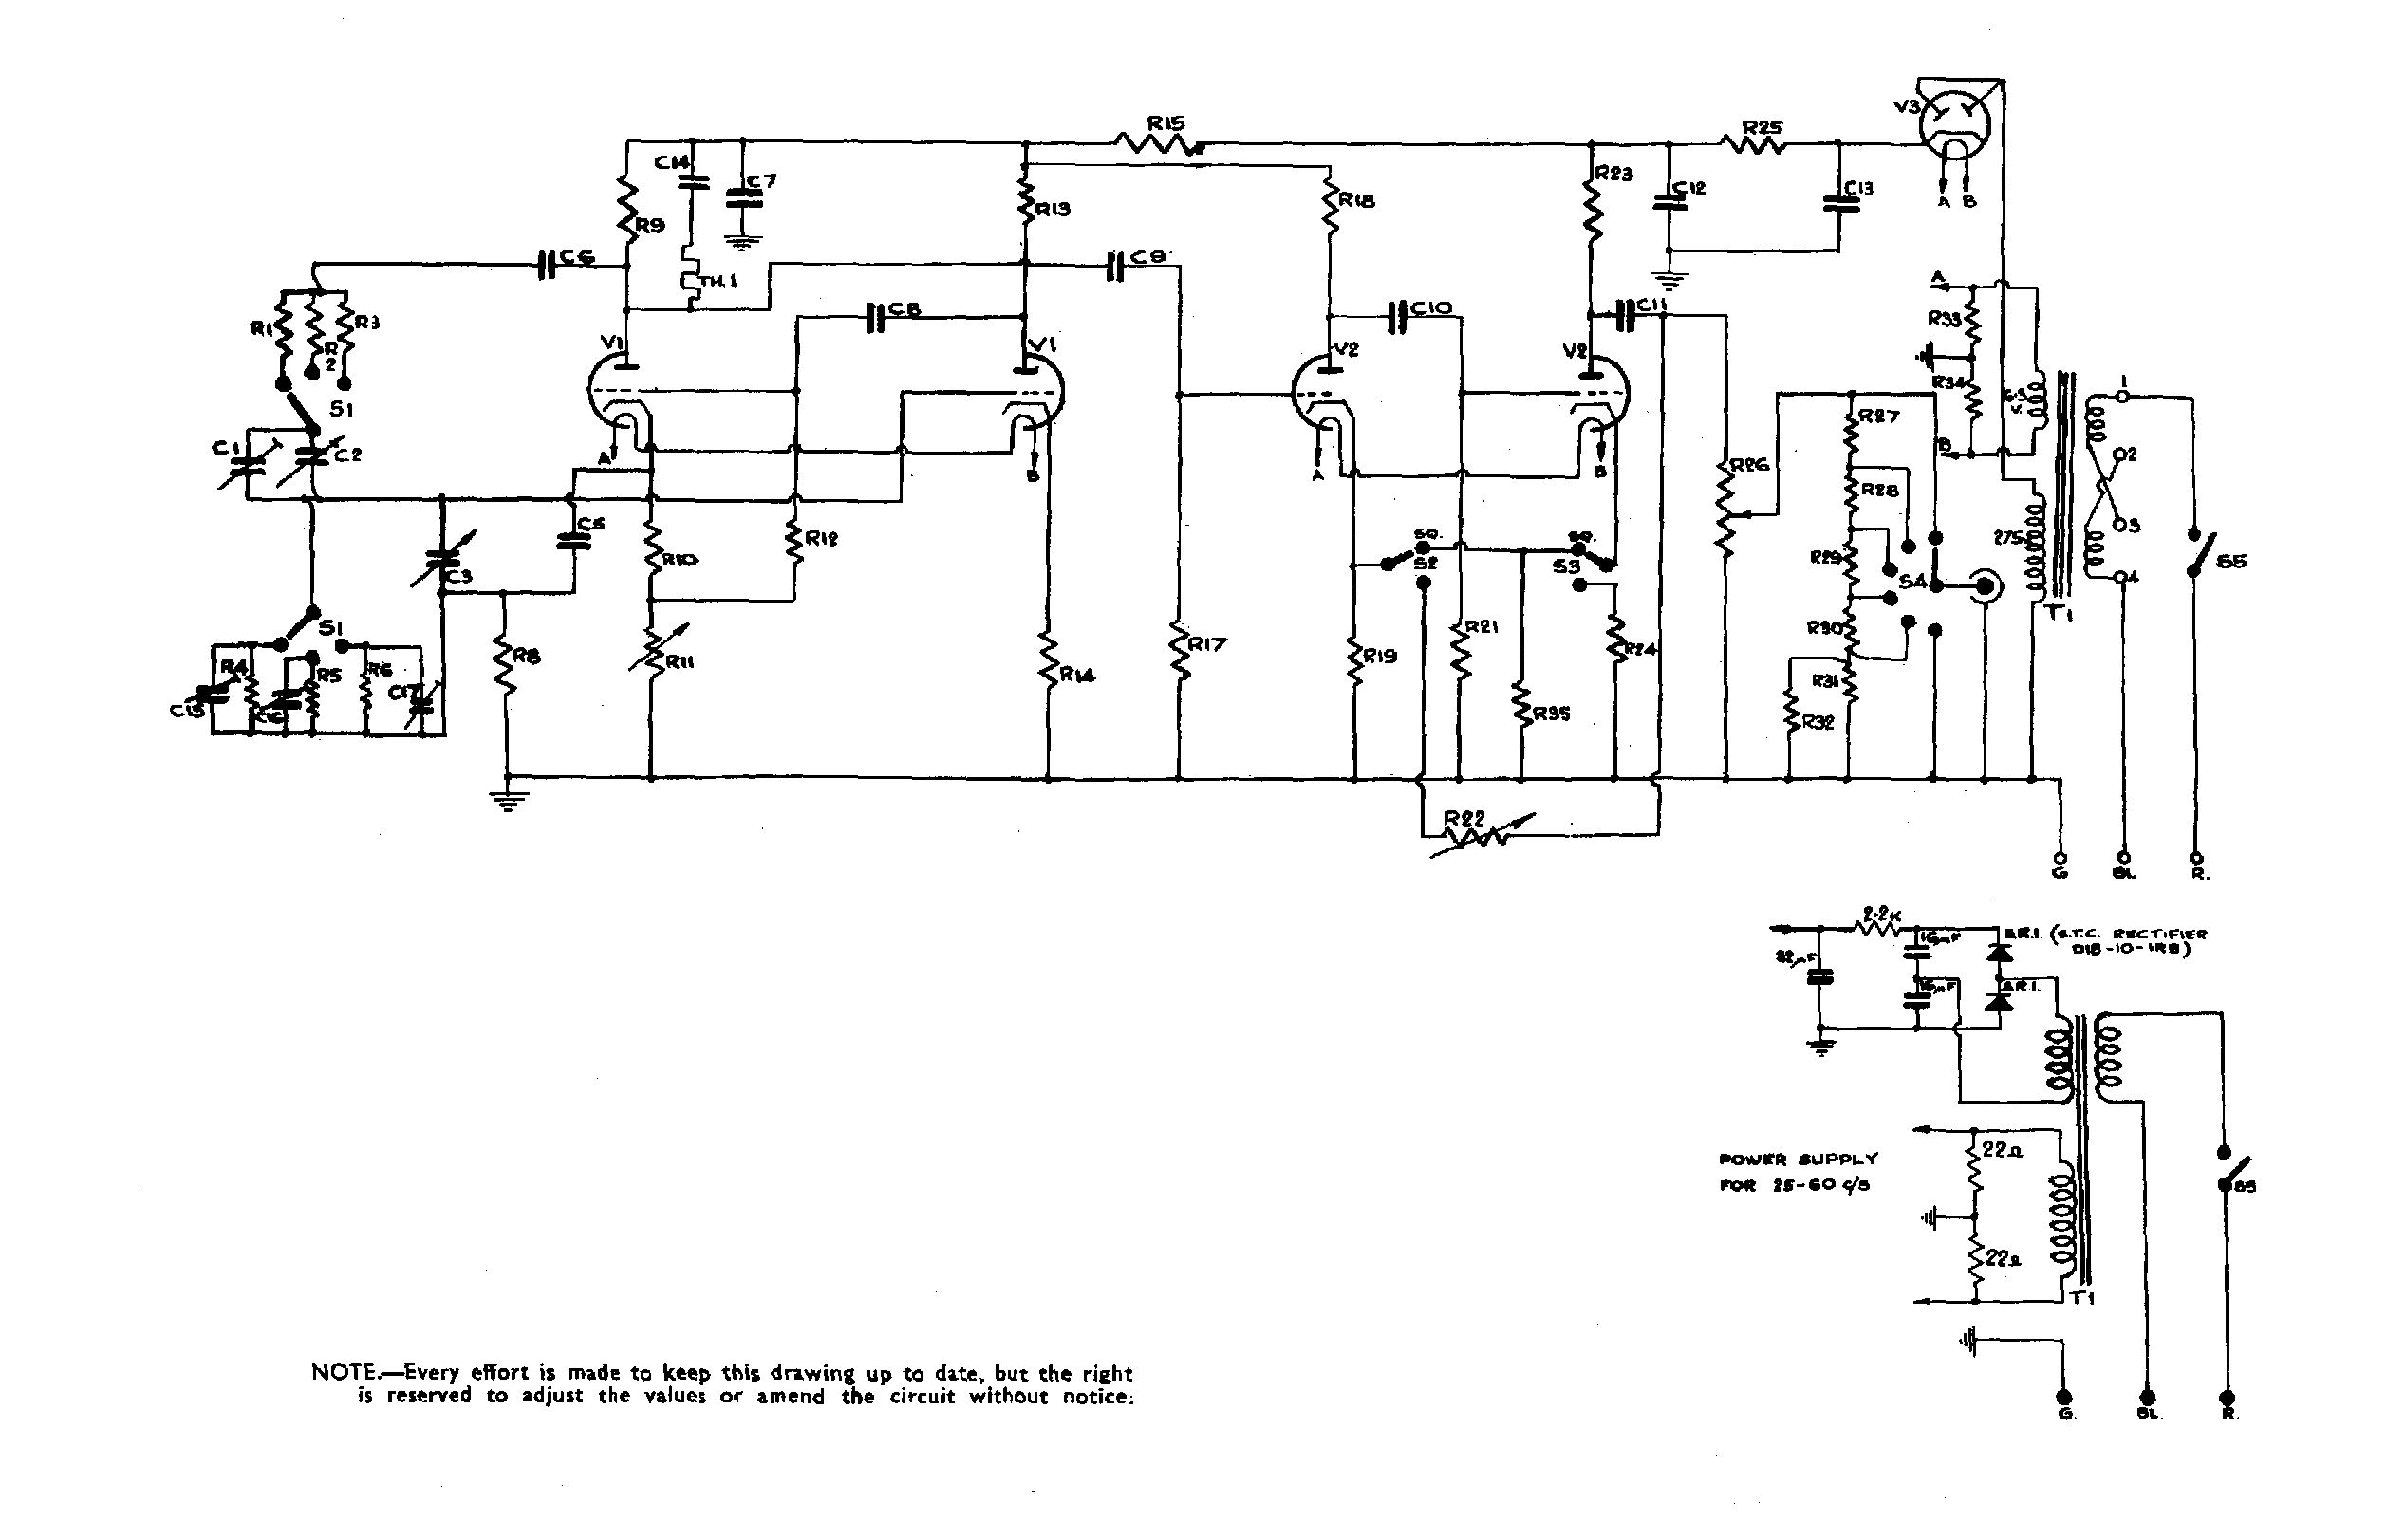 V3
R15
R25
C14
C7
R9
R13
R18
R23
C12
C13
A B
C6
TH.1
C9
A
R1
R2
R3
C8
C10
C11
R33
V1
V1
V2
V2
R34
6·3
V
1
S1
R27
C1
C2
A
B
A
B
B
2
R26
R28
C5
R10
R12
SQ.
SQ.
S2
S3
R29
S4
275
3
S5
C3
4
T1
S1
R8
R11
R14
R17
R19
R21
R24
R30
R4
R5
R6
C15
C16
C17
R35
R31
R32
R22
G
BL.
R.
2·2K
16µF
S.R.1. (S.T.C. RECTIFIER
D18-10-1RB)
32µF
16µF
S.R.1.
POWER SUPPLY
FOR 25-60 C/S
22Ω
S5
22Ω
T1
G.
BL.
R.
NOTE.—Every effort is made to keep this drawing up to date, but the right
is reserved to adjust the values or amend the circuit without notice.